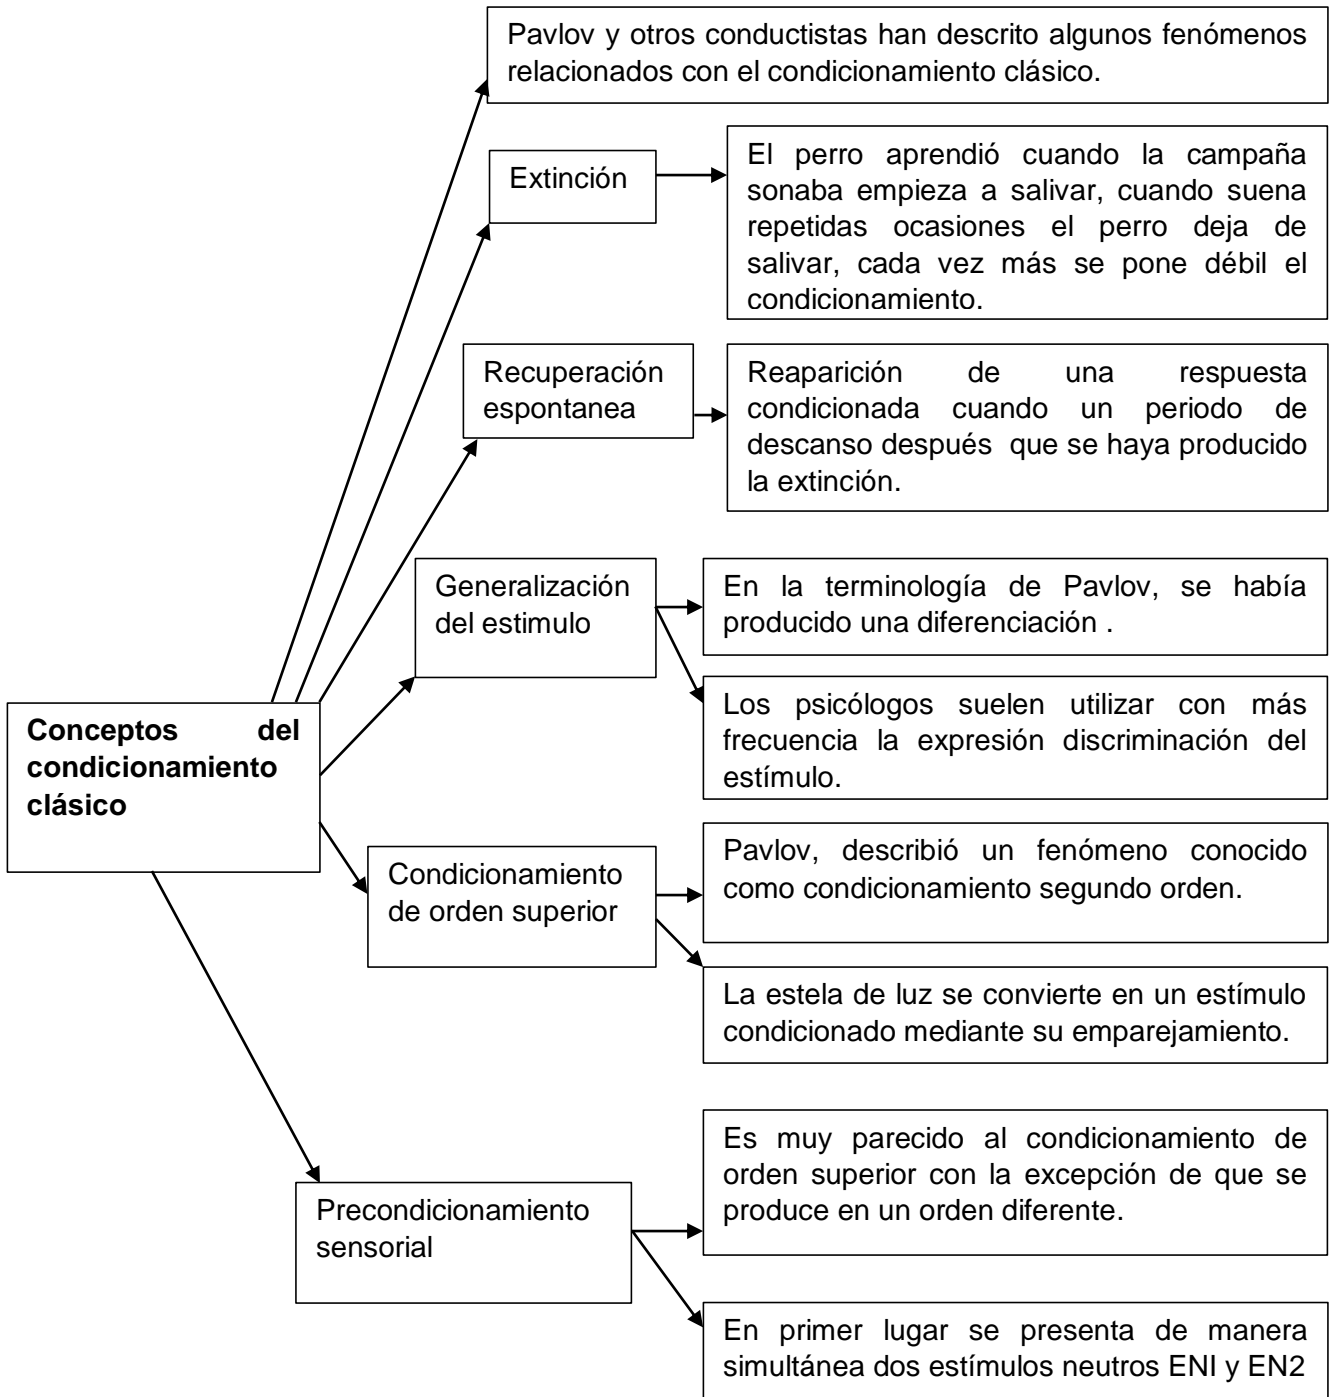 Pavlov y otros conductistas han descrito algunos fenómenos
relacionados con el condicionamiento clásico.
Extinción
El perro aprendió cuando la campaña
sonaba empieza a salivar, cuando suena
repetidas ocasiones el perro deja de
salivar, cada vez más se pone débil el
condicionamiento.
Recuperación
espontanea
Reaparición de una respuesta
condicionada cuando un periodo de
descanso después que se haya producido
la extinción.
Generalización
del estimulo
En la terminología de Pavlov, se había
producido una diferenciación .
Los psicólogos suelen utilizar con más
frecuencia la expresión discriminación del
estímulo.
Conceptos del
condicionamiento
clásico
Condicionamiento
de orden superior
Pavlov, describió un fenómeno conocido
como condicionamiento segundo orden.
La estela de luz se convierte en un estímulo
condicionado mediante su emparejamiento.
Precondicionamiento
sensorial
Es muy parecido al condicionamiento de
orden superior con la excepción de que se
produce en un orden diferente.
En primer lugar se presenta de manera
simultánea dos estímulos neutros ENI y EN2